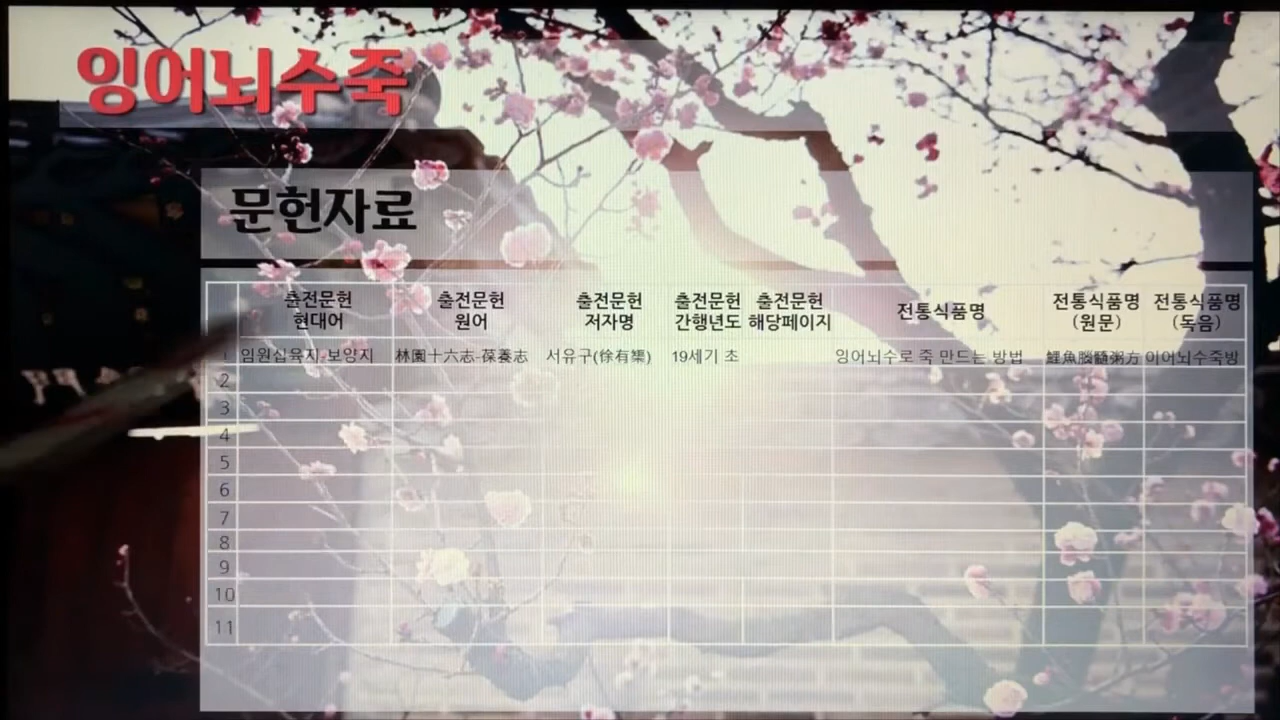 잉어뇌수죽
문헌자료
출전문헌 현대어 출전문헌 원어 출전문헌 저자명 출전문헌 간행년도 출전문헌 해당페이지 전통식품명 전통식품명 (원문) 전통식품명 (독음)
1 임원십육지-보양지 林園十六志-葆養志 서유구(徐有榘) 19세기 초 잉어뇌수로 죽 만드는 방법 鯉魚腦髓粥方 이어뇌수죽방
2
3
4
5
6
7
8
9
10
11